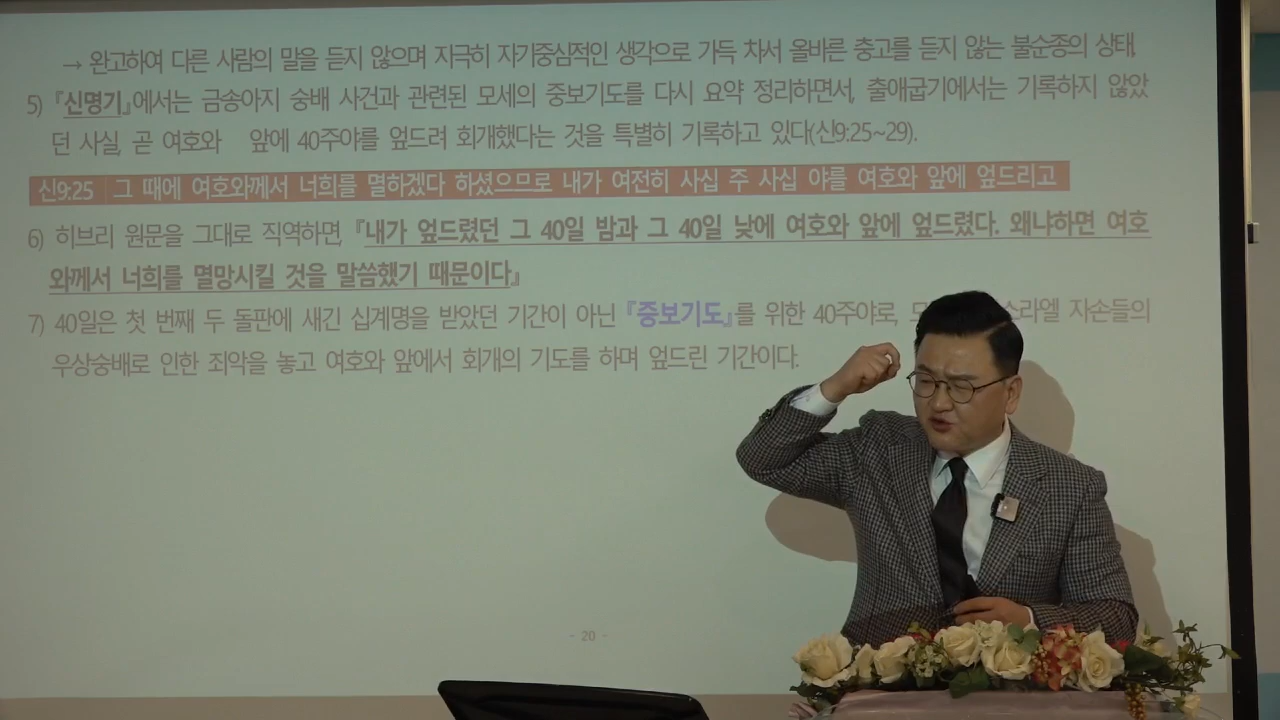 → 완고하여 다른 사람의 말을 듣지 않으며 지극히 자기중심적인 생각으로 가득 차서 올바른 충고를 듣지 않는 불순종의 상태.
5) 『신명기』에서는 금송아지 숭배 사건과 관련된 모세의 중보기도를 다시 요약 정리하면서, 출애굽기에서는 기록하지 않았
던 사실, 곧 여호와 앞에 40주야를 엎드려 회개했다는 것을 특별히 기록하고 있다(신9:25~29).
신9:25 그 때에 여호와께서 너희를 멸하겠다 하셨으므로 내가 여전히 사십 주 사십 야를 여호와 앞에 엎드리고
6) 히브리 원문을 그대로 직역하면, 『내가 엎드렸던 그 40일 밤과 그 40일 낮에 여호와 앞에 엎드렸다. 왜냐하면 여호
와께서 너희를 멸망시킬 것을 말씀했기 때문이다』
7) 40일은 첫 번째 두 돌판에 새긴 십계명을 받았던 기간이 아닌 『중보기도』를 위한 40주야로, 스라엘 자손들의
우상숭배로 인한 죄악을 놓고 여호와 앞에서 회개의 기도를 하며 엎드린 기간이다.
- 20 -